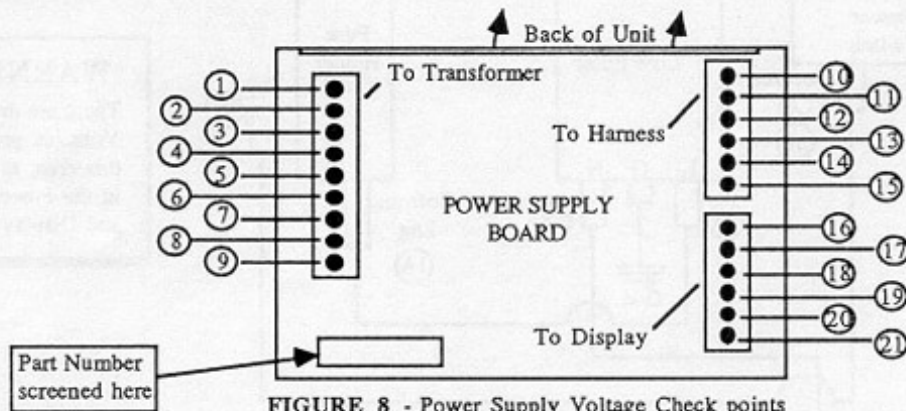 Back of Unit
To Transformer
1
2
3
4
5
6
7
8
9
10
11
12
13
14
15
To Harness
POWER SUPPLY
BOARD
16
17
18
19
20
21
To Display
Part Number
screened here
FIGURE 8 - Power Supply Voltage Check points